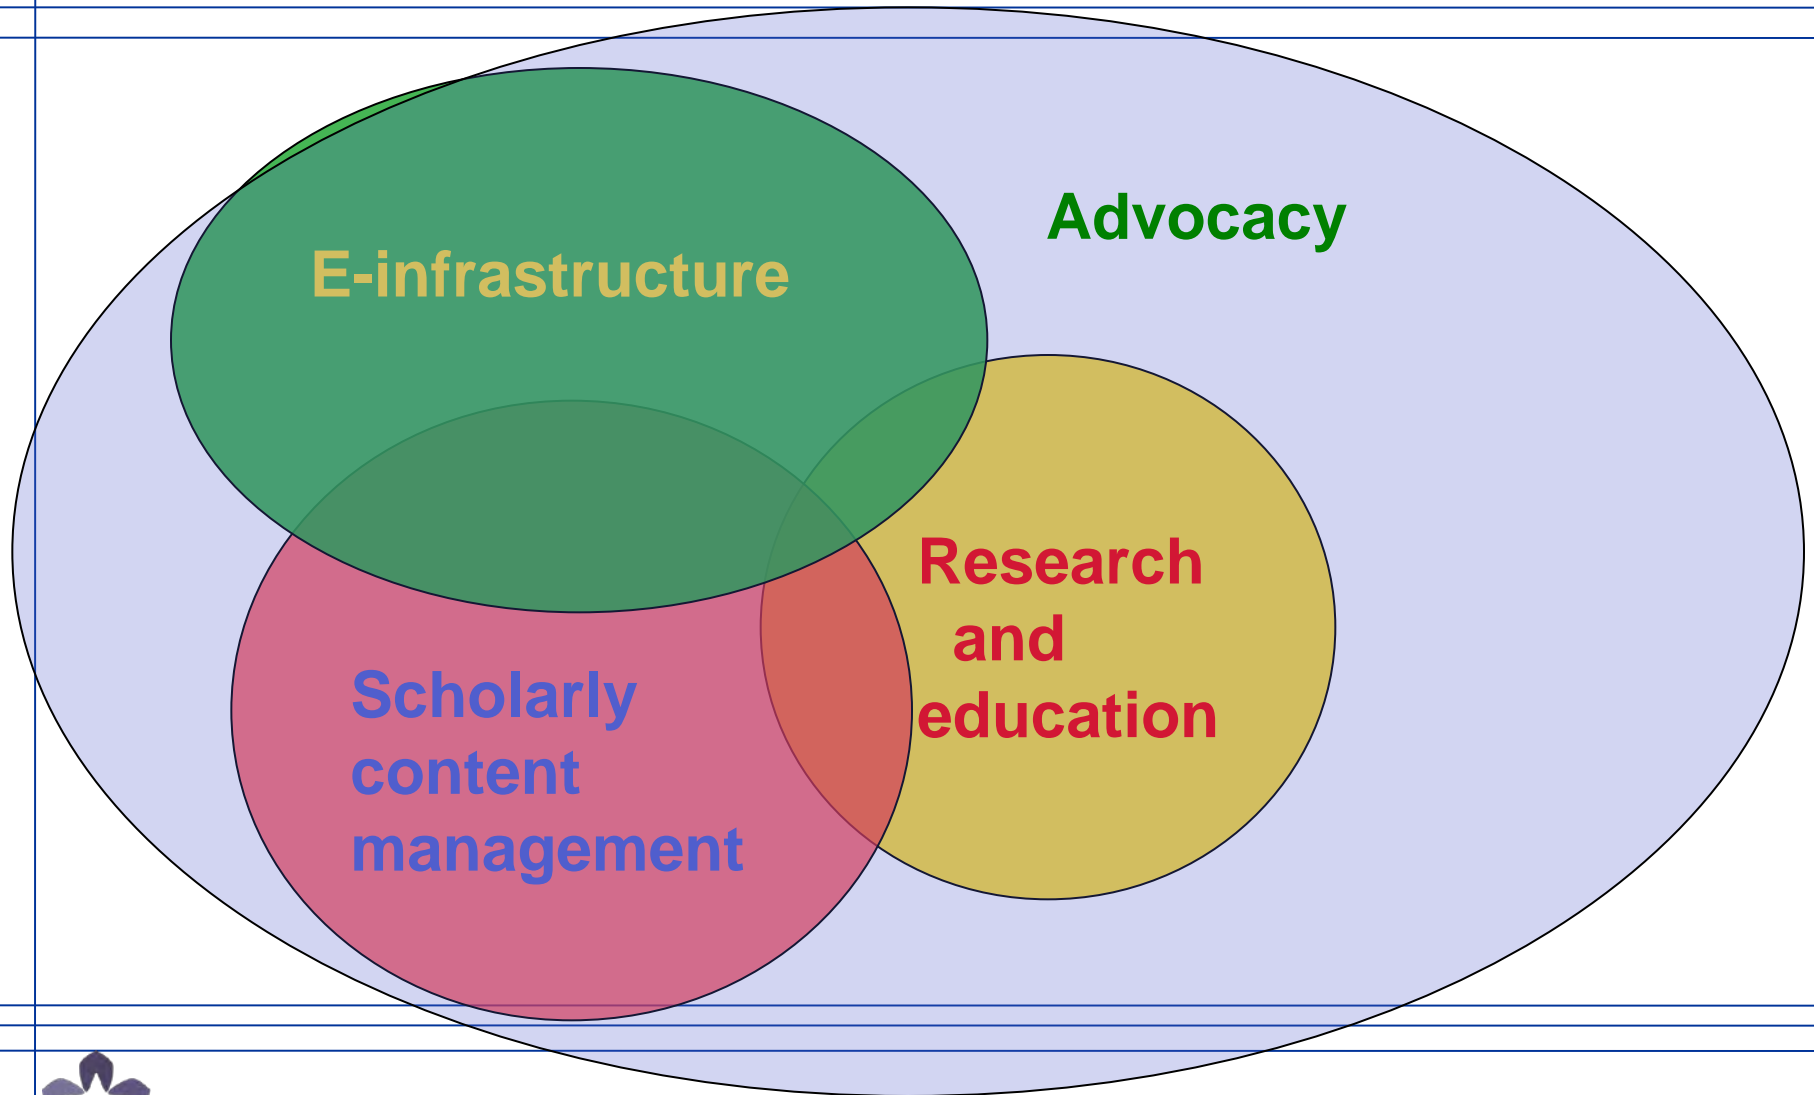 Advocacy
E-infrastructure
Research
and
education
Scholarly
content
management